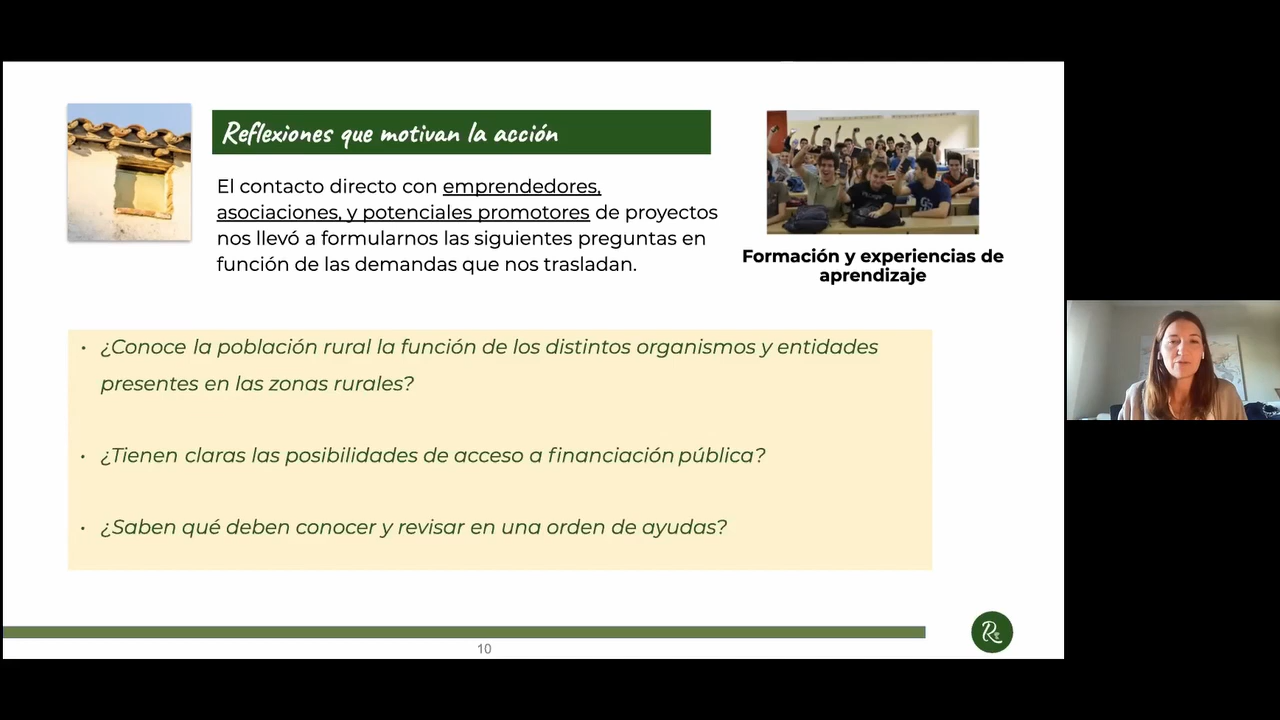 Reflexiones que motivan la acción
El contacto directo con emprendedores,
asociaciones, y potenciales promotores de proyectos
nos llevó a formularnos las siguientes preguntas en
función de las demandas que nos trasladan.
Formación y experiencias de
aprendizaje
• ¿Conoce la población rural la función de los distintos organismos y entidades
presentes en las zonas rurales?
• ¿Tienen claras las posibilidades de acceso a financiación pública?
• ¿Saben qué deben conocer y revisar en una orden de ayudas?
10
R